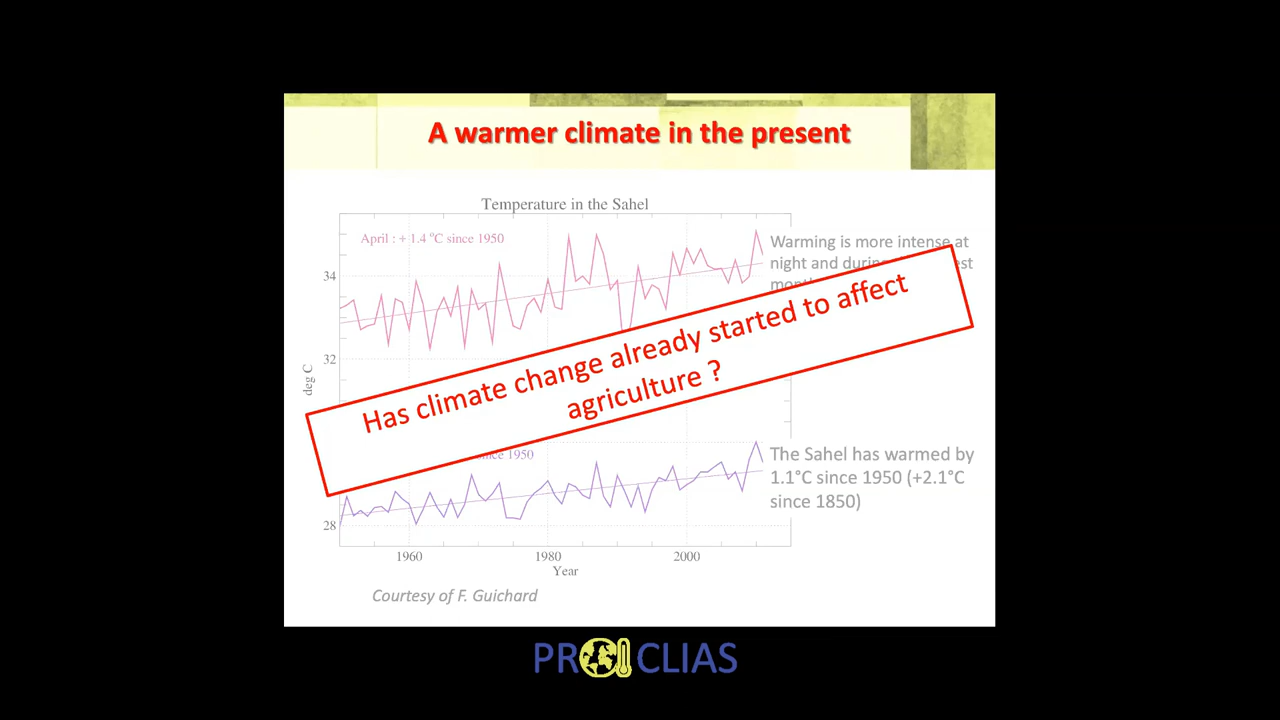 A warmer climate in the present
Temperature in the Sahel
April : + 1.4 °C since 1950
Warming is more intense at
night and during
34
Has climate change already started to affect
agriculture ?
32
deg C
since 1950
The Sahel has warmed by
1.1°C since 1950 (+2.1°C
since 1850)
28
1960 1980 2000
Year
Courtesy of F. Guichard
PROCLIAS